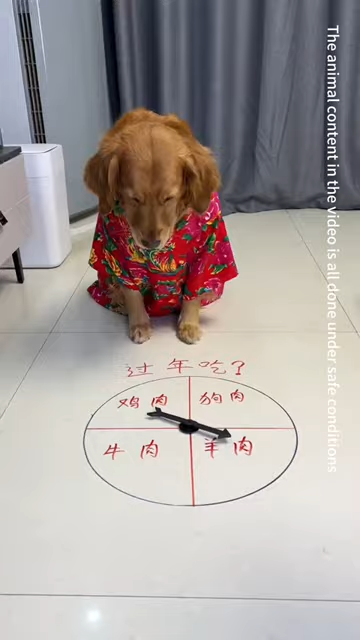 过年吃了
鸡肉 狗肉
牛肉 羊肉
The animal content in the video is all done under safe conditions